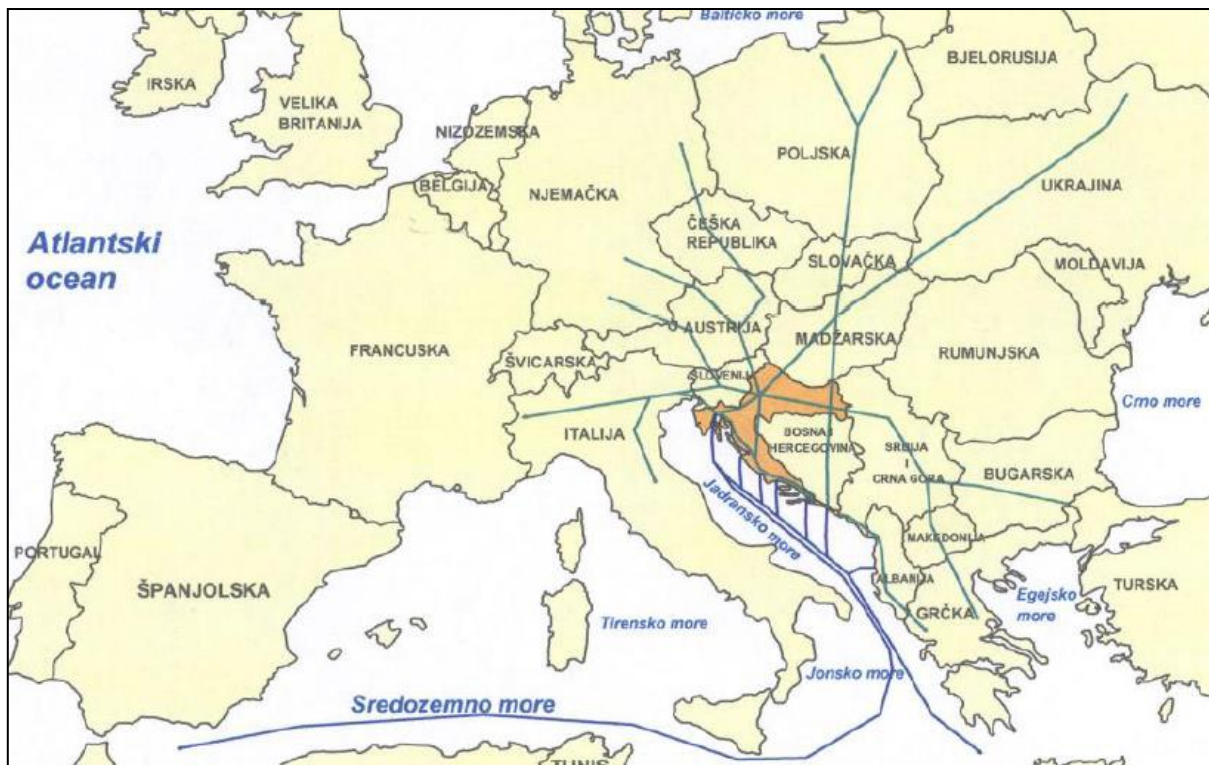 Baltičko more
BJELORUSIJA
IRSKA
VELIKA
BRITANIJA
NIZOZEMSKA
POLJSKA
BELGIJA
NJEMAČKA
UKRAJINA
ČEŠKA
REPUBLIKA
Atlantski
ocean
SLOVAČKA
MOLDAVIJA
AUSTRIJA
MADŽARSKA
FRANCUSKA
ŠVICARSKA
RUMUNJSKA
SLOVENIJ
Crno more
ITALIJA
BOSNA I
HERCEGOVINA
SRBIJA
I
CRNA GORA
BUGARSKA
Jadransko more
MAKEDONIJA
PORTUGAL
ŠPANJOLSKA
ALBANIJA
TURSKA
Egejsko
more
GRČKA
Tirensko more
Jonsko more
Sredozemno more
TUNIS